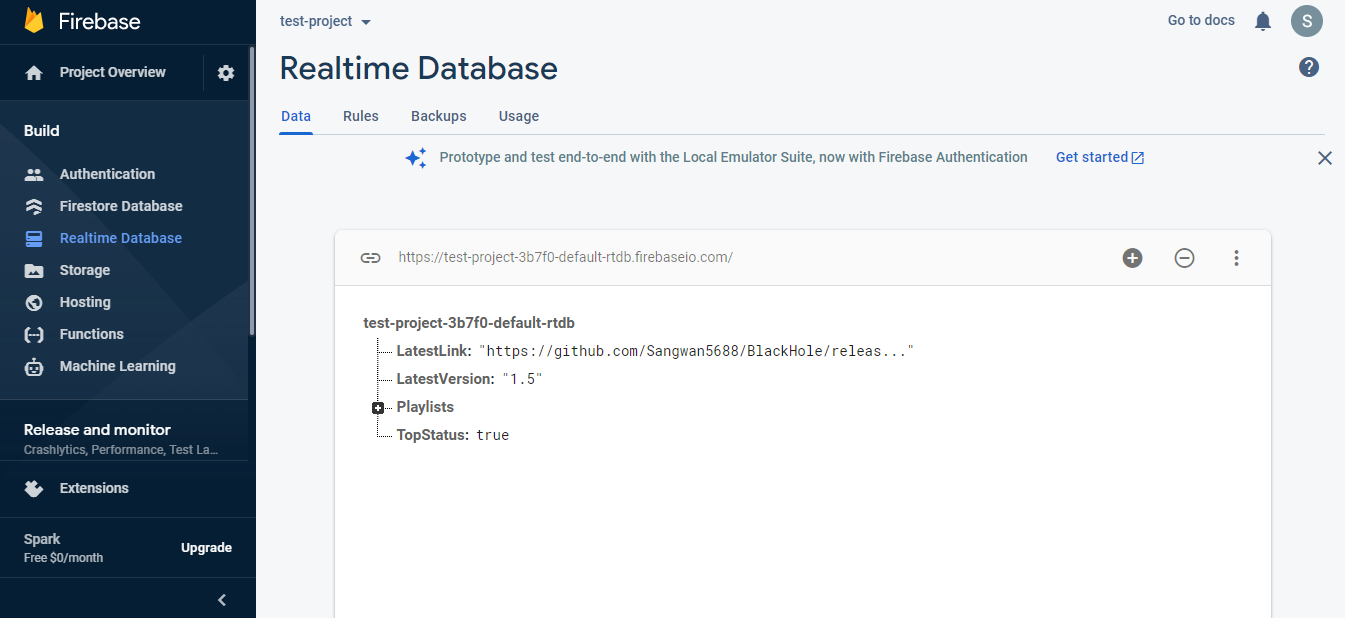 Firebase
Project Overview
Build
Authentication
Firestore Database
Realtime Database
Storage
Hosting
Functions
Machine Learning
Release and monitor
Crashlytics, Performance, Test La...
Extensions
Spark
Free $0/month
Upgrade
test-project
Go to docs
S
Realtime Database
?
Data Rules Backups Usage
Prototype and test end-to-end with the Local Emulator Suite, now with Firebase Authentication Get started
https://test-project-3b7f0-default-rtdb.firebaseio.com/
test-project-3b7f0-default-rtdb
LatestLink: "https://github.com/Sangwan5688/BlackHole/releas..."
LatestVersion: "1.5"
Playlists
TopStatus: true